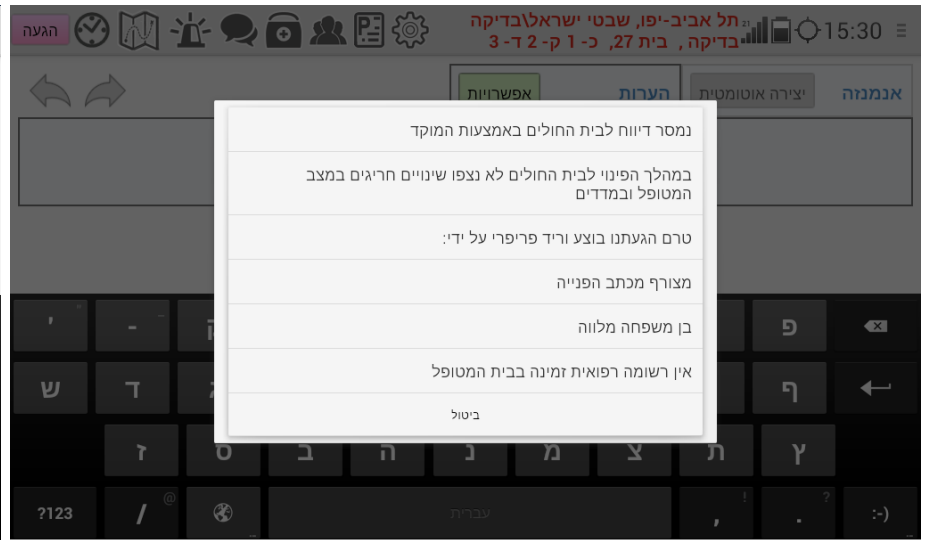 הגעה
תל אביב-יפו, שבטי ישראל\בדיקה
בדיקה , בית 27, כ- 1 ק- 2 ד- 3
21
15:30
אנמנזה
יצירה אוטומטית
הערות
אפשרויות
נמסר דיווח לבית החולים באמצעות המוקד
במהלך הפינוי לבית החולים לא נצפו שינויים חריגים במצב
המטופל ובמדדים
טרם הגעתנו בוצע וריד פריפרי על ידי:
מצורף מכתב הפנייה
בן משפחה מלווה
אין רשומה רפואית זמינה בבית המטופל
ביטול
' - ק פ
ש ד ג ף
ז ס ב ה נ מ צ ת ץ
?123 / @ עברית , ! . ? :-)